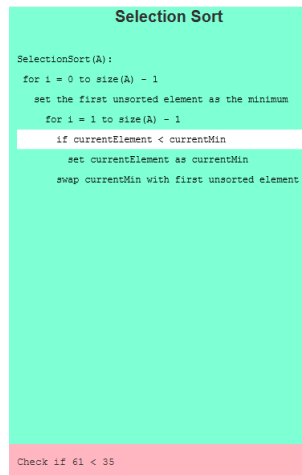 Selection Sort
SelectionSort(A):
for i = 0 to size(A) - 1
set the first unsorted element as the minimum
for i = 1 to size(A) - 1
if currentElement < currentMin
set currentElement as currentMin
swap currentMin with first unsorted element
Check if 61 < 35